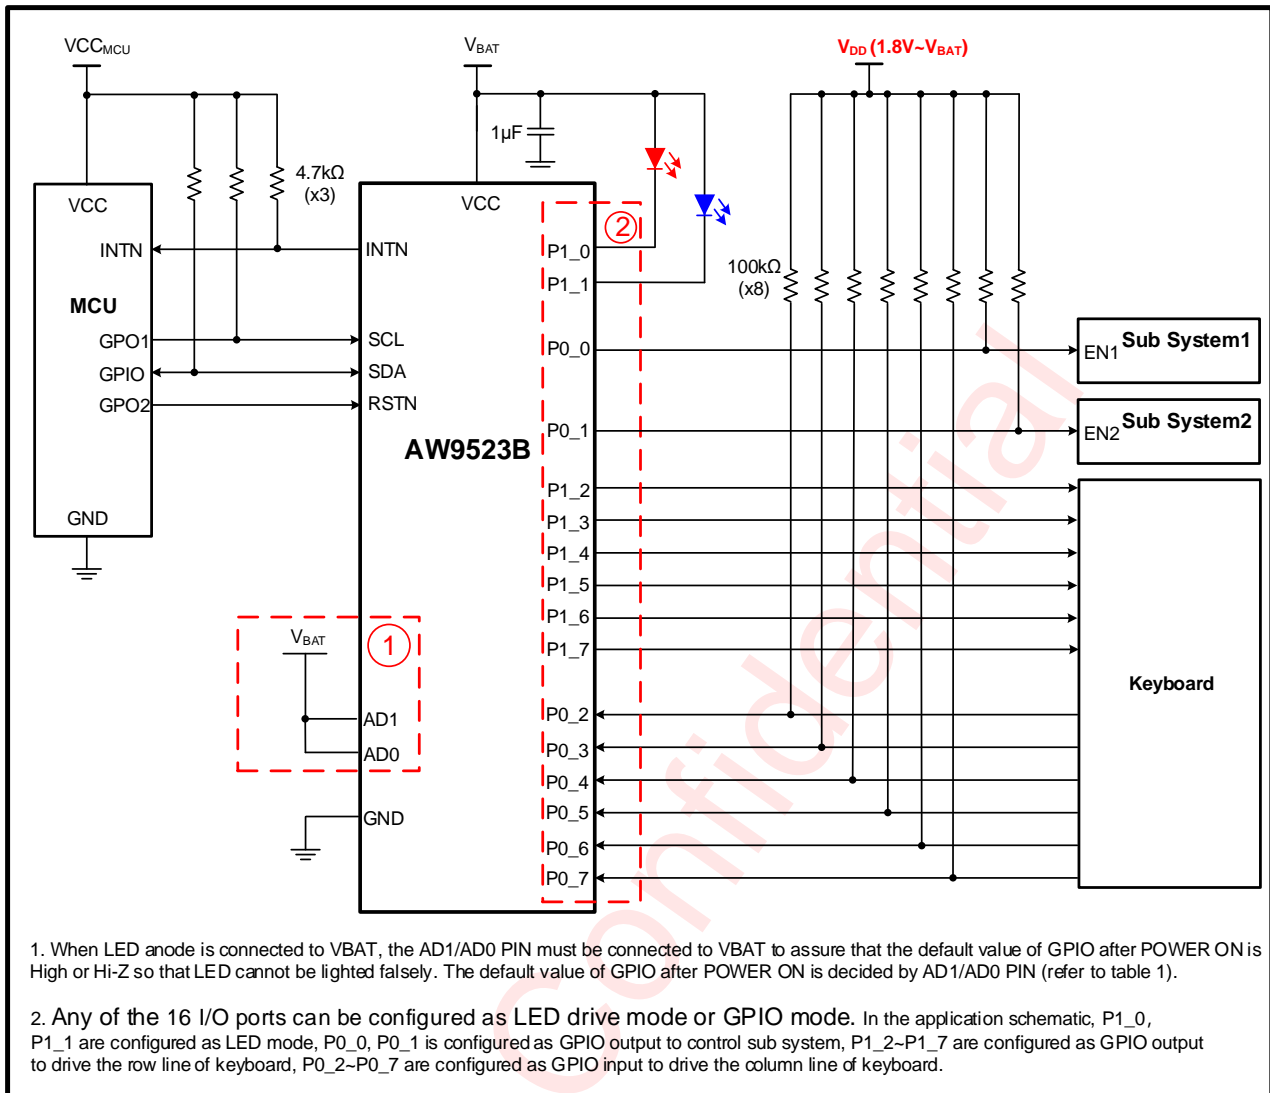 VCCMCU
VBAT
VDD (1.8V~VBAT)
1µF
4.7kΩ
(x3)
VCC
VCC
②
INTN
INTN
P1_0
P1_1
100kΩ
(x8)
MCU
GPO1
SCL
P0_0
EN1
Sub System1
GPIO
SDA
GPO2
RSTN
AW9523B
P0_1
EN2
Sub System2
P1_2
GND
P1_3
P1_4
P1_5
P1_6
VBAT
①
P1_7
Keyboard
AD1
P0_2
AD0
P0_3
P0_4
GND
P0_5
P0_6
P0_7
Confidential
1. When LED anode is connected to VBAT, the AD1/AD0 PIN must be connected to VBAT to assure that the default value of GPIO after POWER ON is
High or Hi-Z so that LED cannot be lighted falsely. The default value of GPIO after POWER ON is decided by AD1/AD0 PIN (refer to table 1).
2. Any of the 16 I/O ports can be configured as LED drive mode or GPIO mode. In the application schematic, P1_0,
P1_1 are configured as LED mode, P0_0, P0_1 is configured as GPIO output to control sub system, P1_2~P1_7 are configured as GPIO output
to drive the row line of keyboard, P0_2~P0_7 are configured as GPIO input to drive the column line of keyboard.